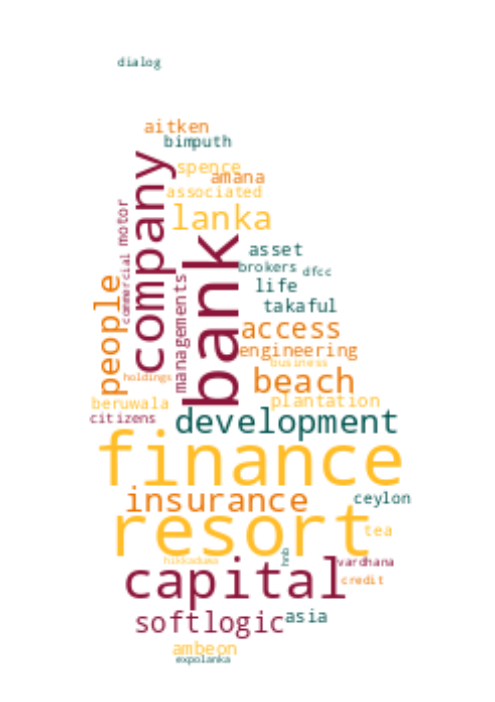 dialog
aitken
bimputh
spence
amana
associated
company
motor
lanka
bank
asset
brokers
dfcc
commercial
managements
people
life
takaful
access
engineering
business
holdings
beach
beruwala
plantation
citizens
development
finance
insurance
ceylon
resort
tea
hnb
hikkaduwa
vardhana
capital
credit
softlogic
asia
ambeon
expolanka